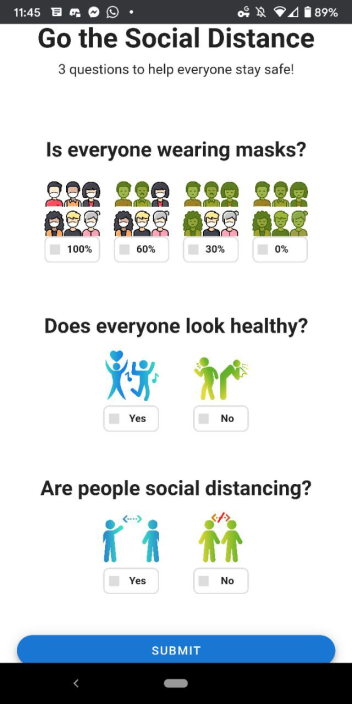 11:45
89%
Go the Social Distance
3 questions to help everyone stay safe!
Is everyone wearing masks?
100% 60% 30% 0%
Does everyone look healthy?
Yes No
Are people social distancing?
Yes No
SUBMIT